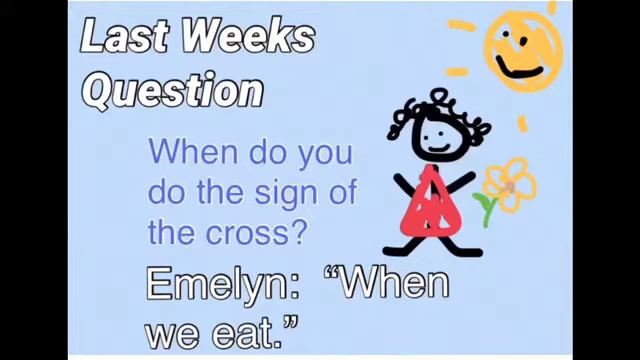 Last Weeks
Question
When do you
do the sign of
the cross?
Emelyn: “When
we eat.”